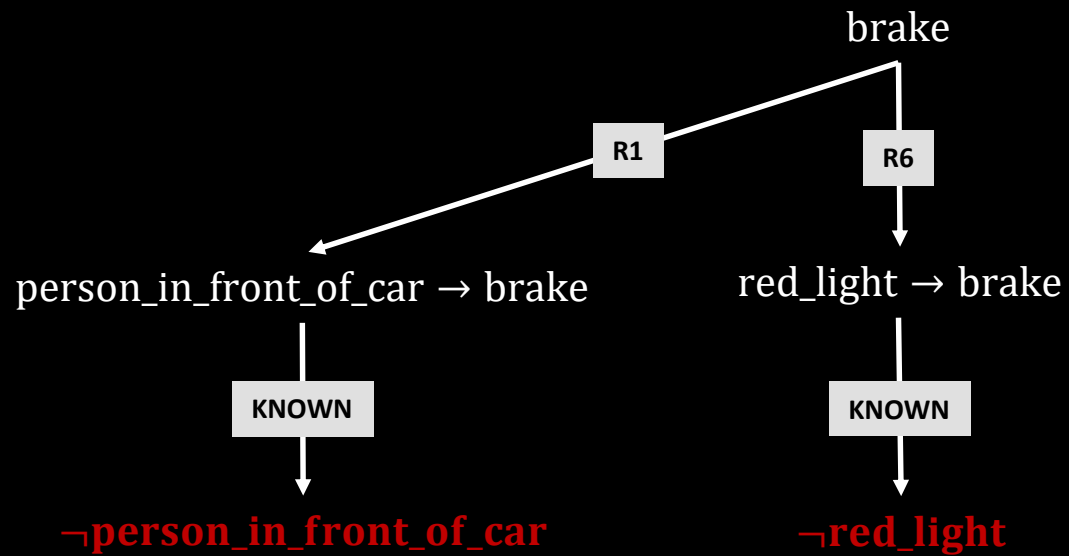 brake
R1
R6
person_in_front_of_car → brake
red_light → brake
KNOWN
KNOWN
¬person_in_front_of_car
¬red_light